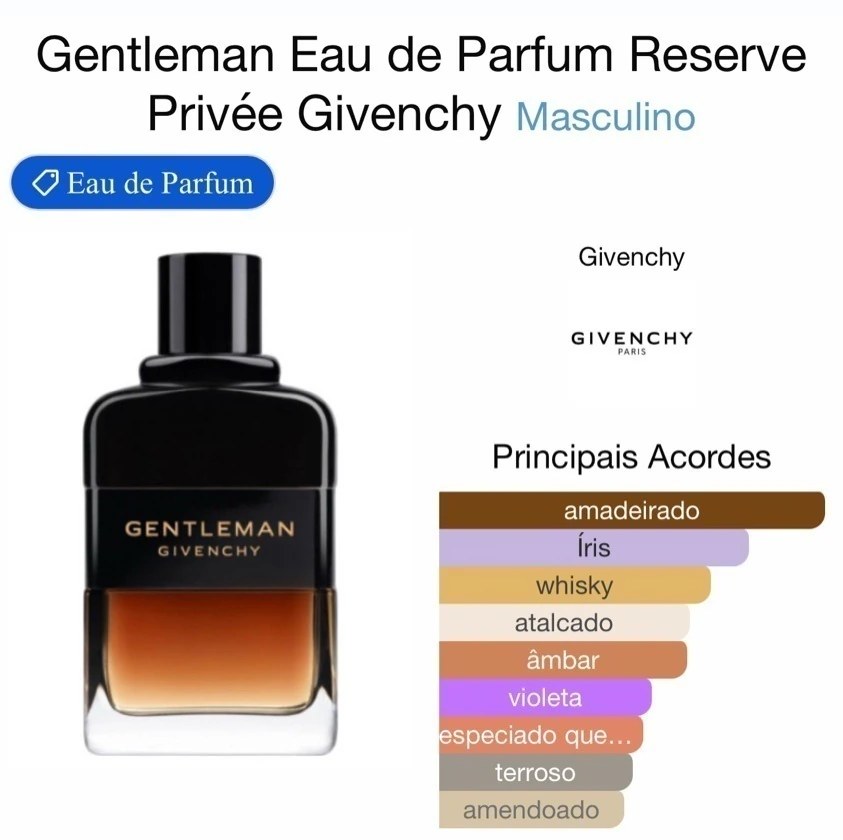 Gentleman Eau de Parfum Reserve
Privée Givenchy Masculino
Eau de Parfum
GENTLEMAN
GIVENCHY
Givenchy
GIVENCHY
PARIS
Principais Acordes
amadeirado
Íris
whisky
atalcado
âmbar
violeta
especiado que...
terroso
amendoado